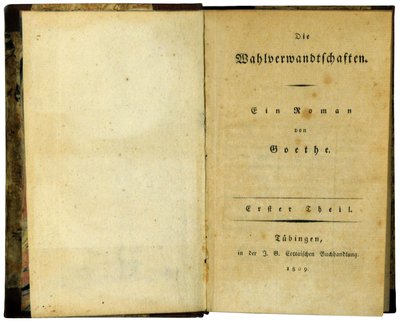 Die
Wahlverwandtschaften.
Ein Roman
von
Goethe.
Erster Theil.
Tübingen,
in der J. G. Cottaischen Buchhandlung.
1809.